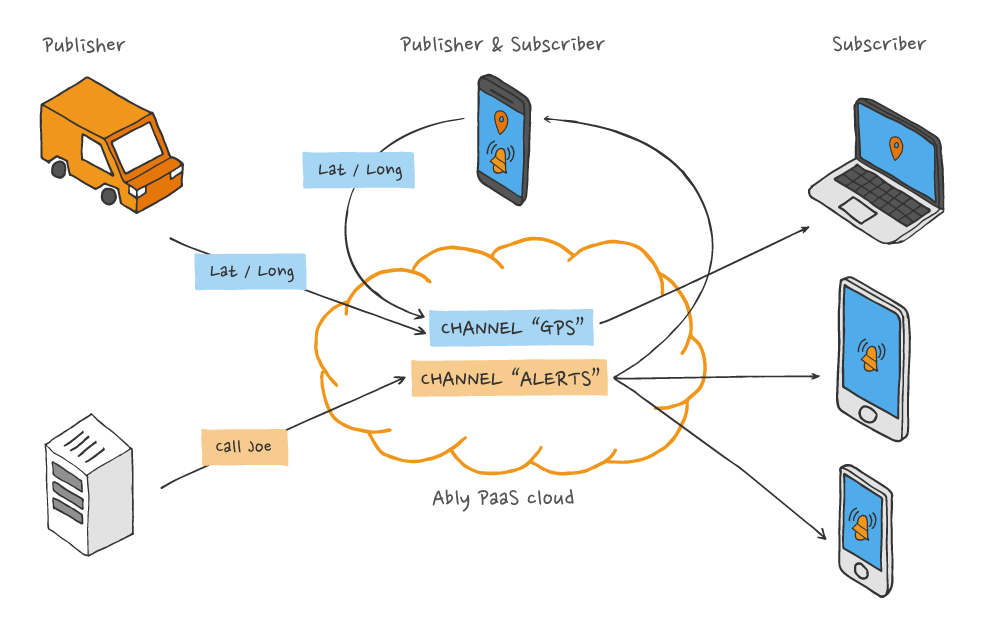 Publisher
Publisher & Subscriber
Subscriber
Lat / Long
Lat / Long
CHANNEL “GPS”
CHANNEL “ALERTS”
Call Joe
Ably PaaS cloud